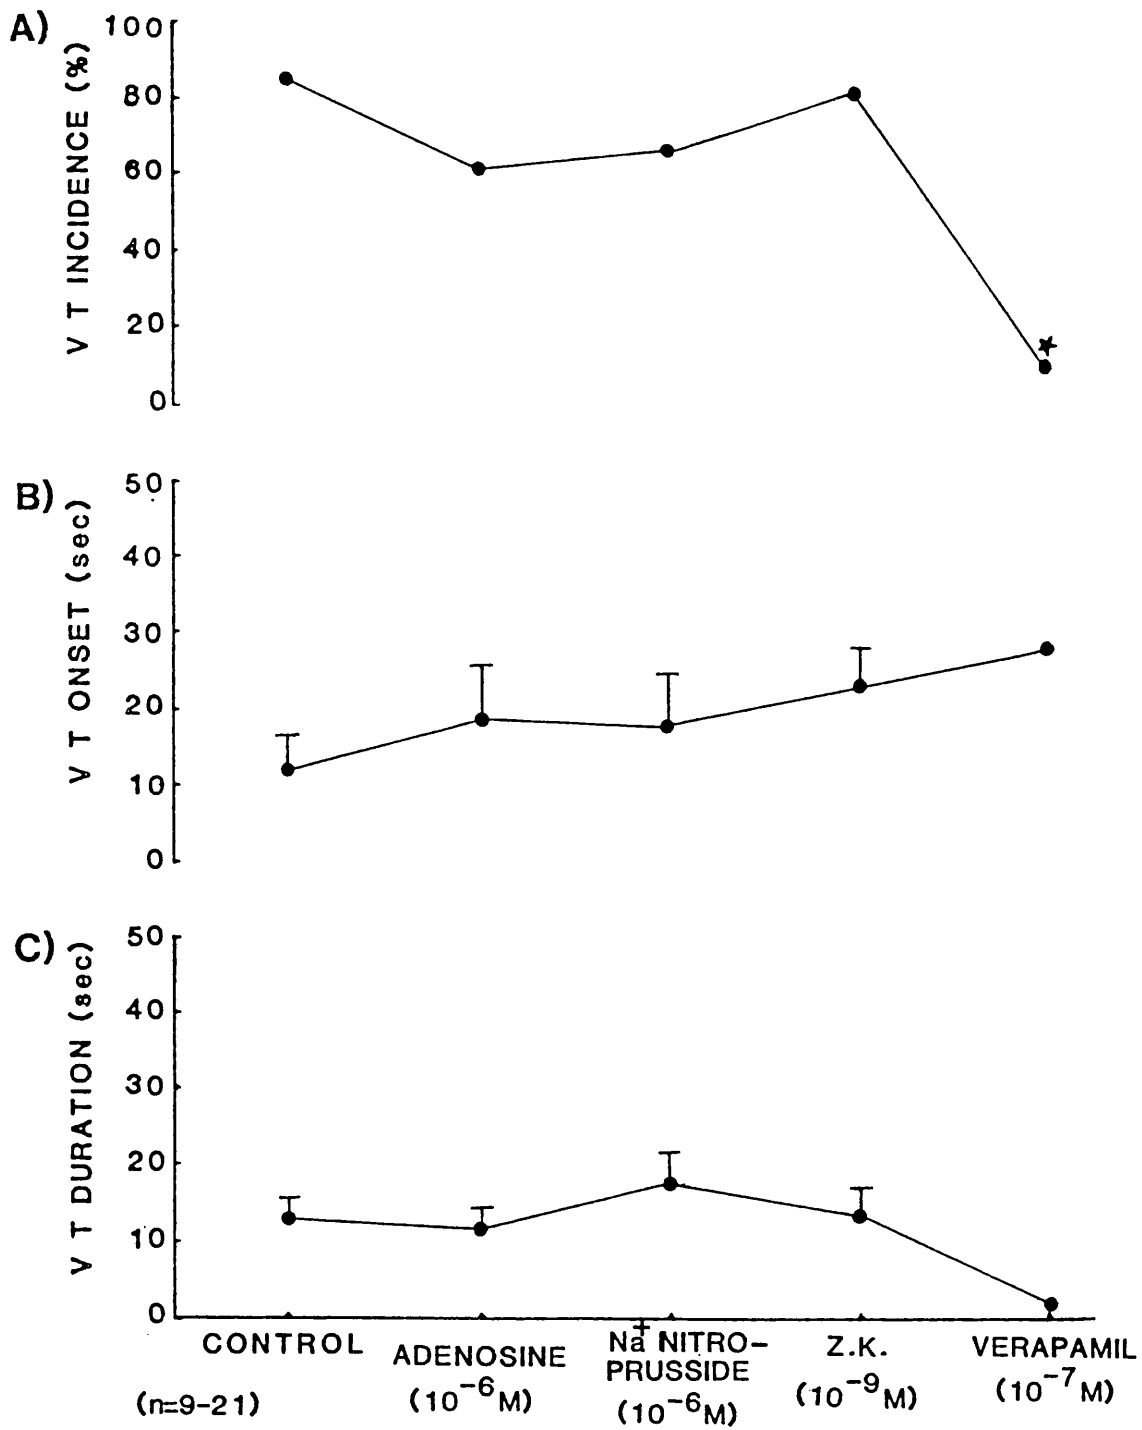 A)
V T INCIDENCE (%)
100
80
60
40
20
0
★
B)
V T ONSET (sec)
50
40
30
20
10
0
C)
V T DURATION (sec)
50
40
30
20
10
0
CONTROL
ADENOSINE
(10⁻⁶M)
Na⁺ NITRO-
PRUSSIDE
(10⁻⁶M)
Z.K.
(10⁻⁹M)
VERAPAMIL
(10⁻⁷M)
(n=9-21)